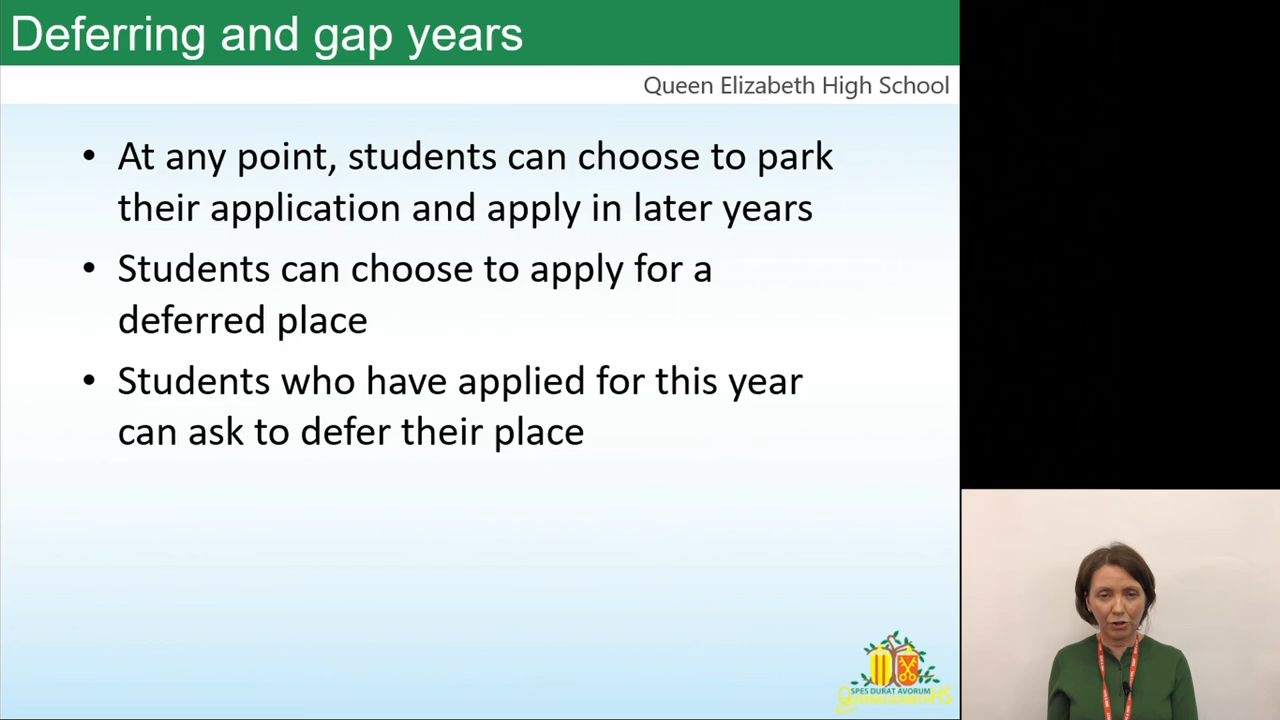 Deferring and gap years
Queen Elizabeth High School
• At any point, students can choose to park
their application and apply in later years
• Students can choose to apply for a
deferred place
• Students who have applied for this year
can ask to defer their place
SPES DURAT AVORUM
QUEENELIZABETHHS